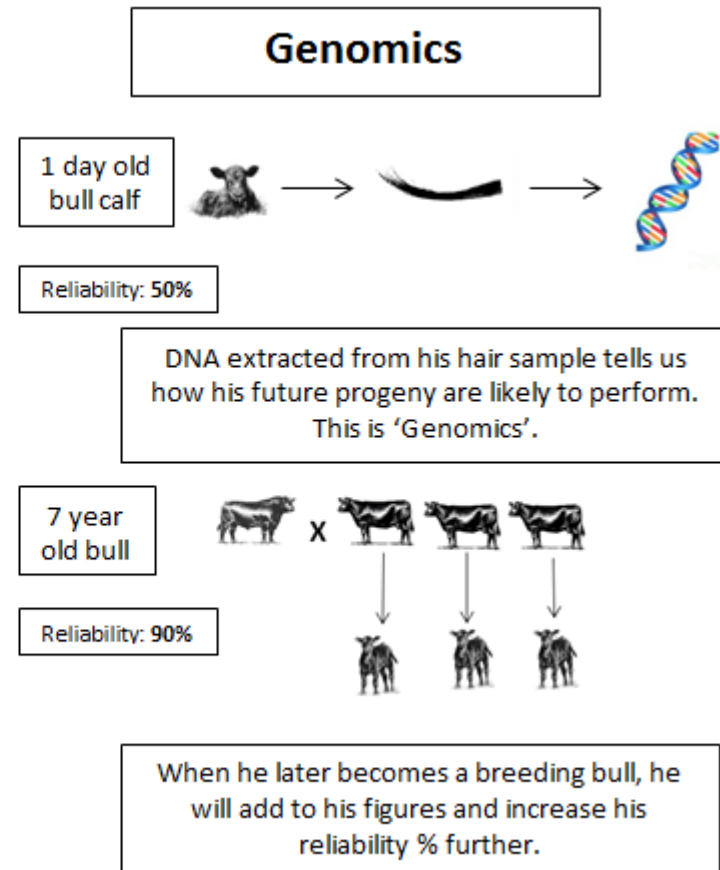 Genomics
1 day old
bull calf
Reliability: 50%
DNA extracted from his hair sample tells us
how his future progeny are likely to perform.
This is ‘Genomics’.
7 year
old bull
X
Reliability: 90%
When he later becomes a breeding bull, he
will add to his figures and increase his
reliability % further.